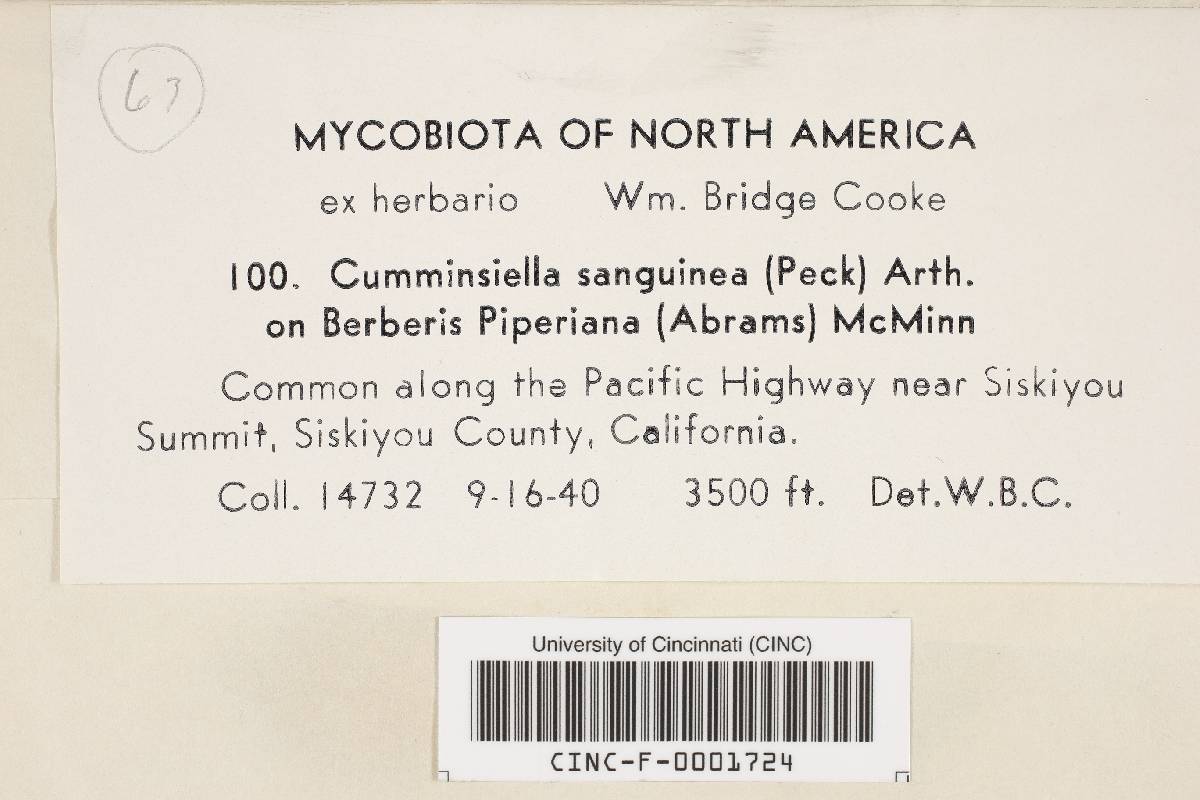 63
MYCOBIOTA OF NORTH AMERICA
ex herbario Wm. Bridge Cooke
100. Cumminsiella sanguinea (Peck) Arth.
on Berberis Piperiana (Abrams) McMinn
Common along the Pacific Highway near Siskiyou
Summit, Siskiyou County, California.
Coll. 14732 9-16-40 3500 ft. Det.W.B.C.
University of Cincinnati (CINC)
CINC-F-0001724